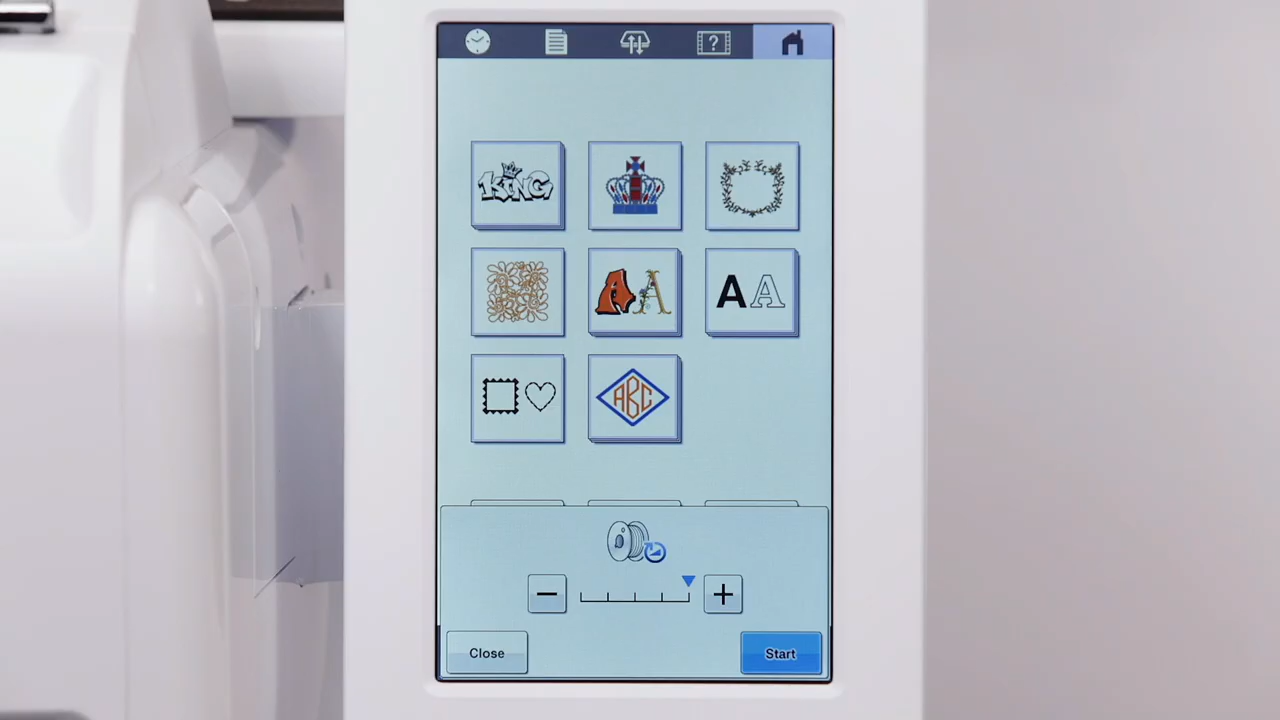 ?
KING
A A
A A
ABC
− +
Close
Start